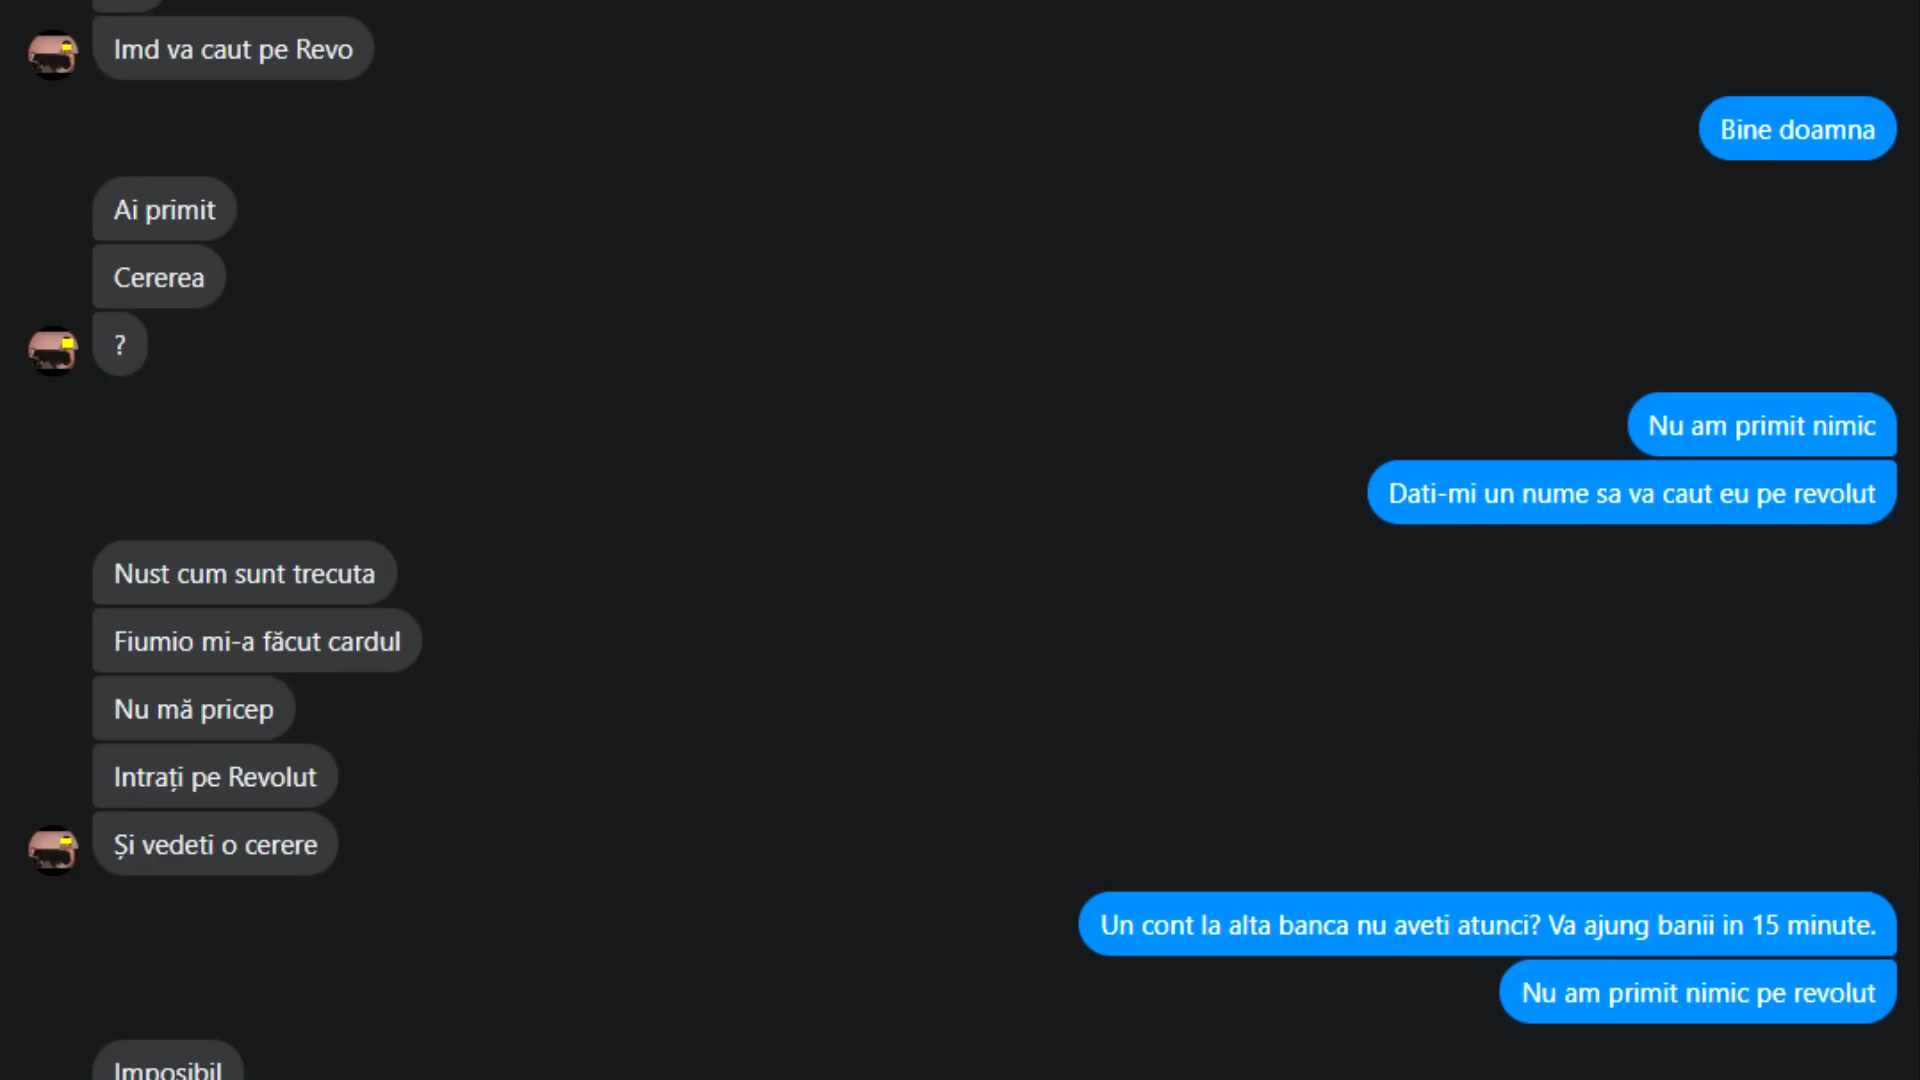 Imd va caut pe Revo
Bine doamna
Ai primit
Cererea
?
Nu am primit nimic
Dati-mi un nume sa va caut eu pe revolut
Nust cum sunt trecuta
Fiumio mi-a făcut cardul
Nu mă pricep
Intrați pe Revolut
Și vedeti o cerere
Un cont la alta banca nu aveti atunci? Va ajung banii in 15 minute.
Nu am primit nimic pe revolut
Imposibil